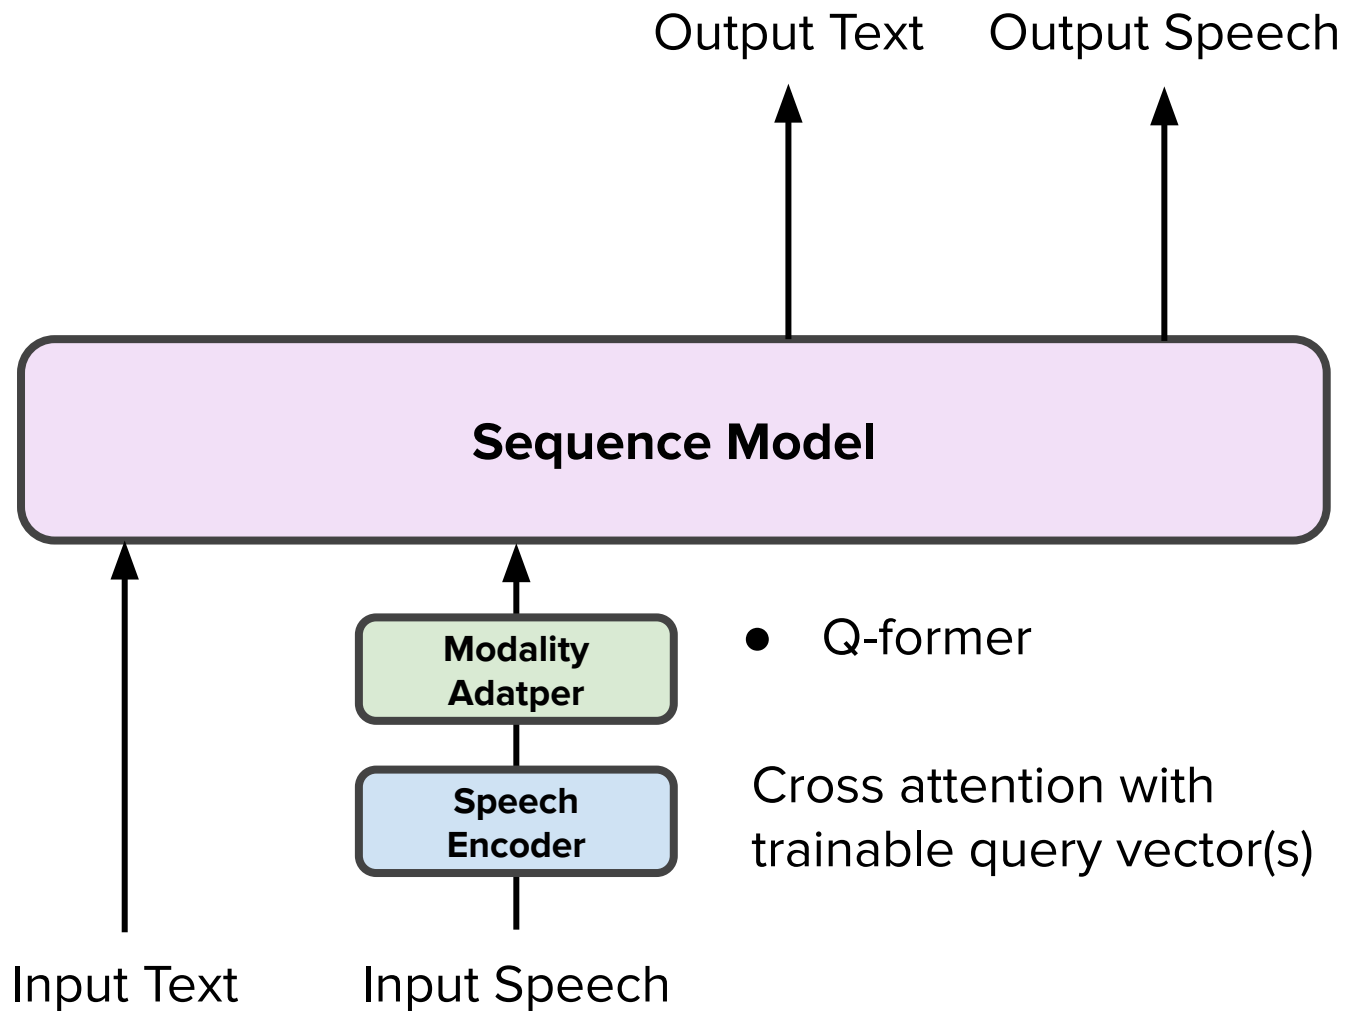 Output Text
Output Speech
Sequence Model
Modality
Adatper
● Q-former
Speech
Encoder
Cross attention with
trainable query vector(s)
Input Text
Input Speech